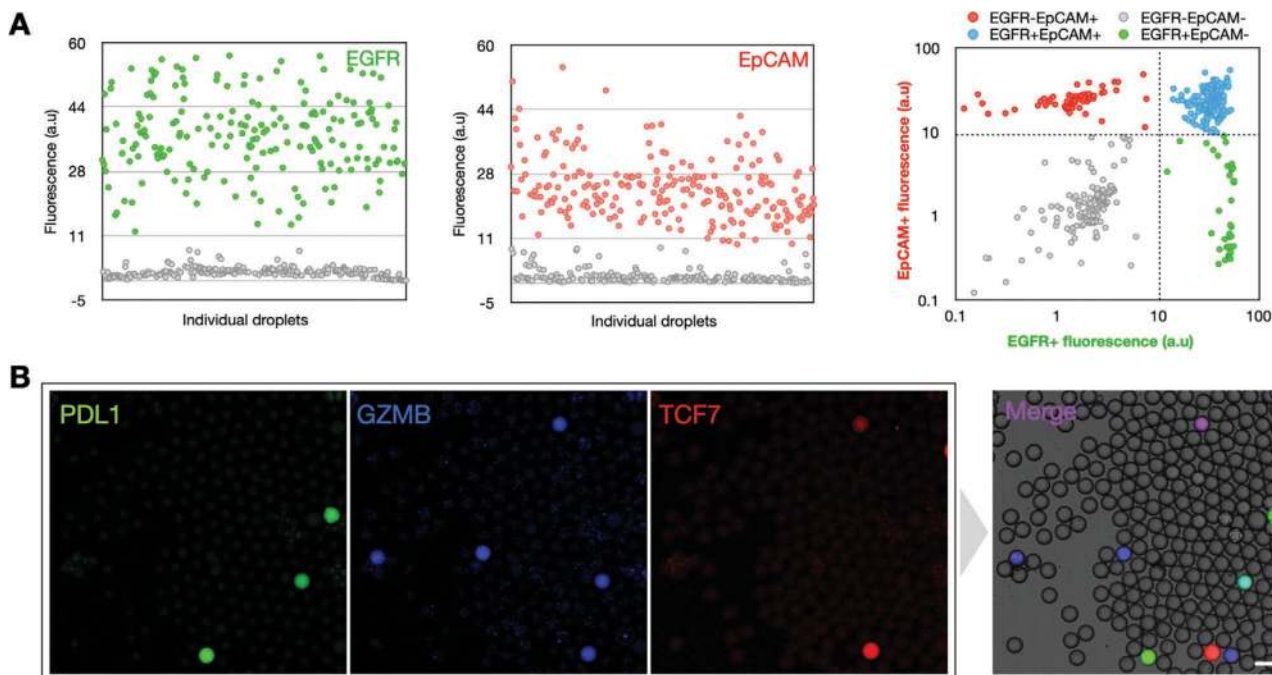 A
60
44
28
11
-5
Fluorescence (a.u)
EGFR
Individual droplets
60
44
28
11
-5
Fluorescence (a.u)
EpCAM
Individual droplets
EGFR-EpCAM+ EGFR-EpCAM-
EGFR+EpCAM+ EGFR+EpCAM-
100
10
1
0.1
EpCAM+ fluorescence (a.u)
0.1 1 10 100
EGFR+ fluorescence (a.u)
B
PDL1
GZMB
TCF7
Merge